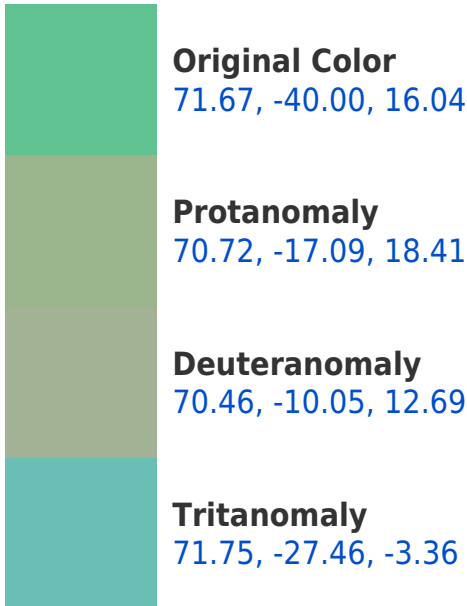 Original Color
71.67, -40.00, 16.04
Protanomaly
70.72, -17.09, 18.41
Deuteranomaly
70.46, -10.05, 12.69
Tritanomaly
71.75, -27.46, -3.36